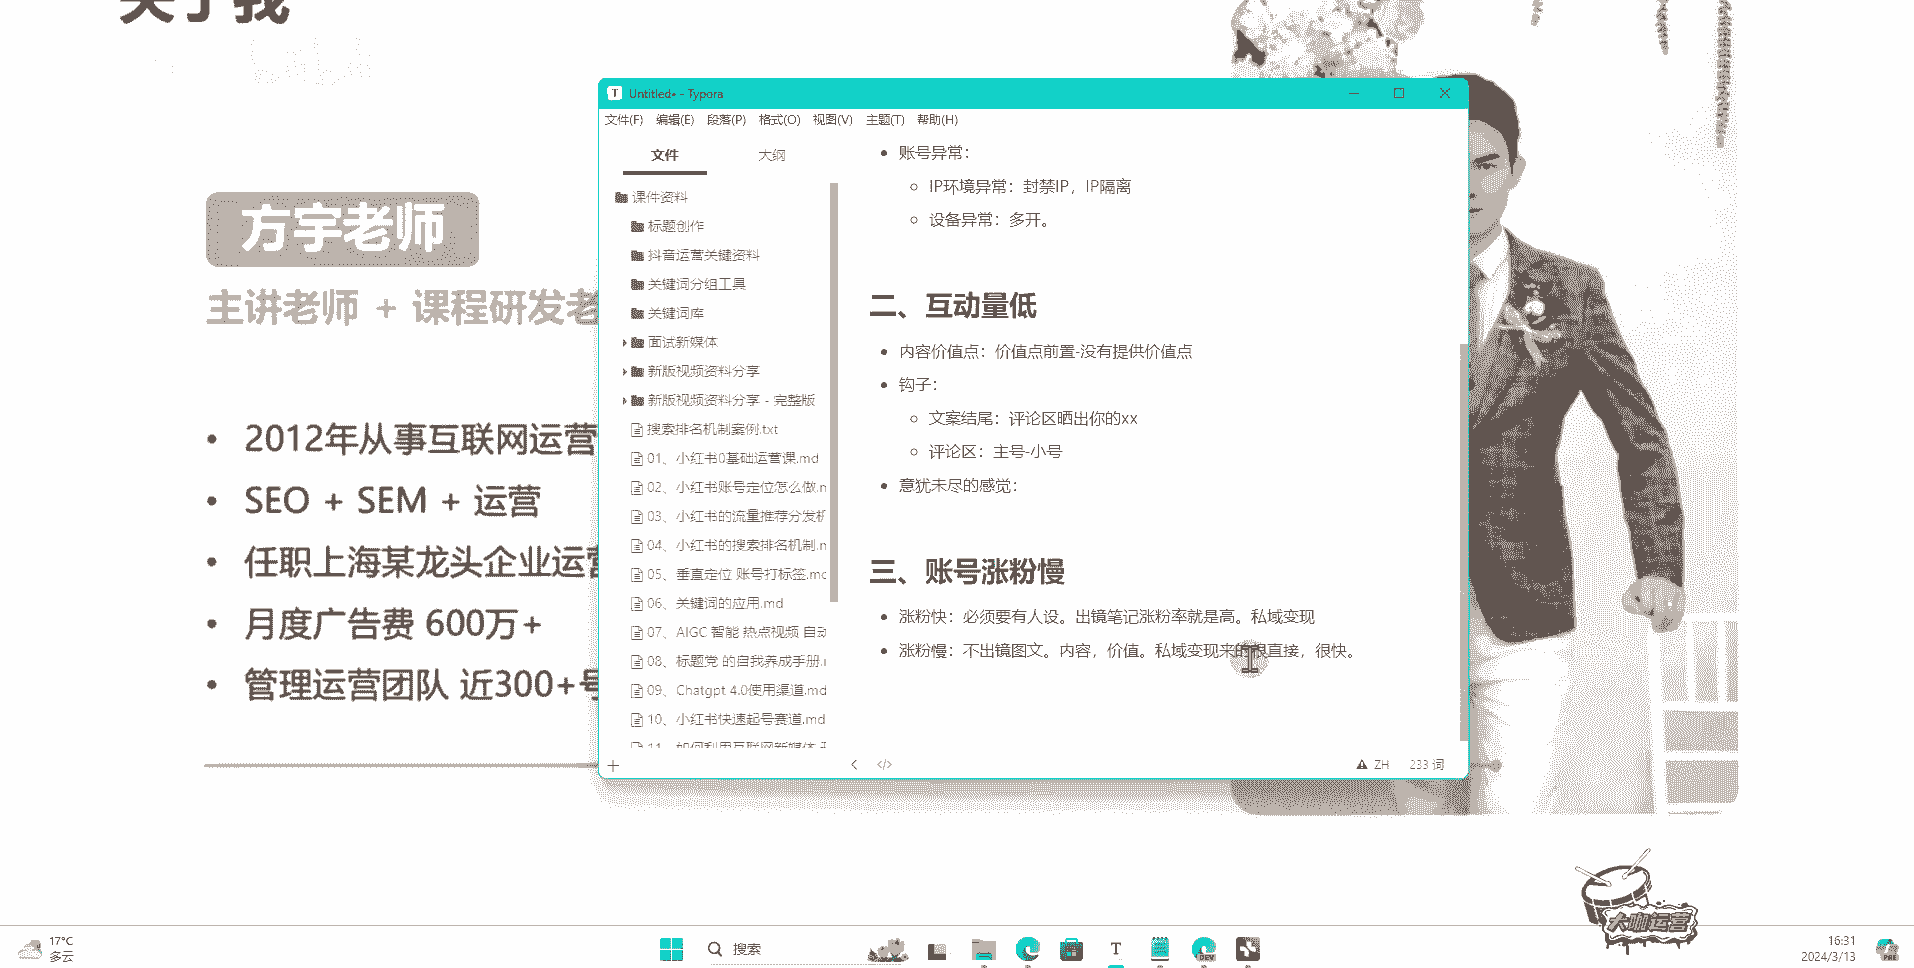 关于我
方宇老师
主讲老师 + 课程研发老
2012年从事互联网运营
SEO + SEM + 运营
任职上海某龙头企业运营
月度广告费 600万+
管理运营团队 近300+号
Untitled• - Typora
文件(F) 编辑(E) 段落(P) 格式(O) 视图(V) 主题(T) 帮助(H)
文件 大纲
课件资料
标题创作
抖音运营关键资料
关键词分组工具
关键词库
面试新媒体
新版视频资料分享
新版视频资料分享 - 完整版
搜索排名机制案例.txt
01、小红书0基础运营课.md
02、小红书账号定位怎么做.m
03、小红书的流量推荐分发机
04、小红书的搜索排名机制.m
05、垂直定位 账号打标签.md
06、关键词的应用.md
07、AIGC 智能 热点视频 自动
08、标题党 的自我养成手册.
09、Chatgpt 4.0使用渠道.md
10、小红书快速起号赛道.md
11、如何利用互联网新媒体
账号异常：
IP环境异常：封禁IP，IP隔离
设备异常：多开。
二、互动量低
内容价值点：价值点前置-没有提供价值点
钩子：
文案结尾：评论区晒出你的xx
评论区：主号-小号
意犹未尽的感觉：
三、账号涨粉慢
涨粉快：必须要有人设。出镜笔记涨粉率就是高。私域变现
涨粉慢：不出镜图文。内容，价值。私域变现来的很直接，很快。
ZH 233 词
大咖运营
17°C
多云
搜索
T
DEV
16:31
2024/3/13
PRE